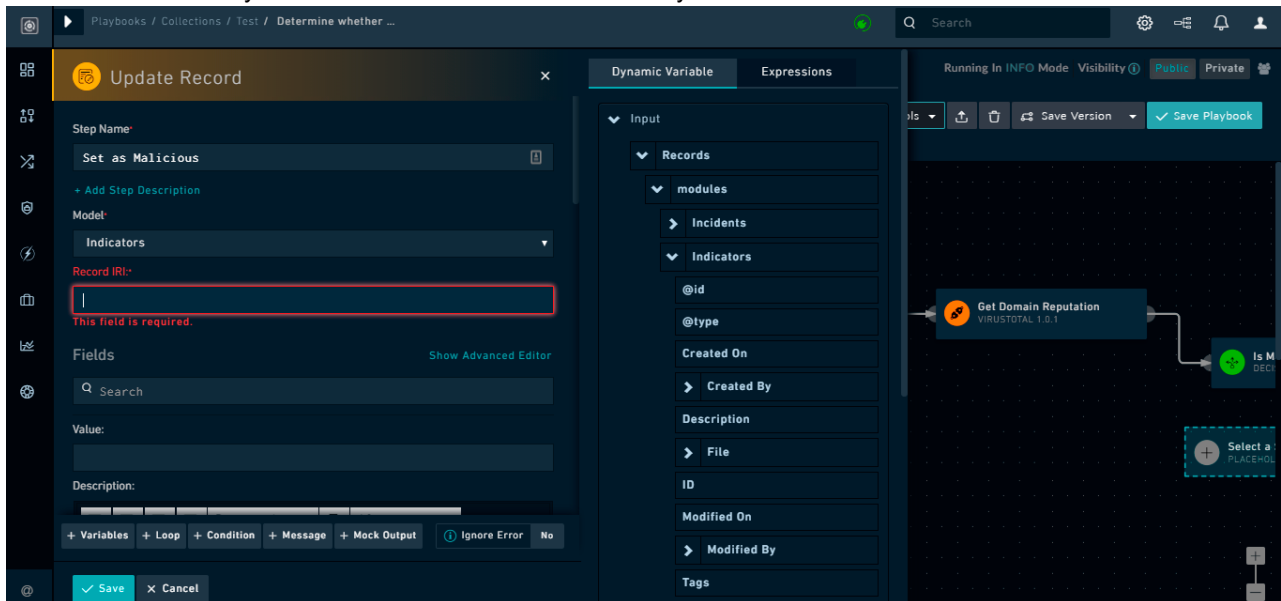 Playbooks / Collections / Test / Determine whether ...
Search
Update Record
Dynamic Variable
Expressions
Running In INFO Mode Visibility
Public
Private
Save Version
Save Playbook
Step Name
Set as Malicious
+ Add Step Description
Model
Indicators
Record IRI:
This field is required.
Fields
Show Advanced Editor
Search
Value:
Description:
+ Variables
+ Loop
+ Condition
+ Message
+ Mock Output
Ignore Error
No
Save
Cancel
Input
Records
modules
Incidents
Indicators
@id
@type
Created On
Created By
Description
File
ID
Modified On
Modified By
Tags
Get Domain Reputation
VIRUSTOTAL 1.0.1
Is M
DECI
Select a
PLACEHOL